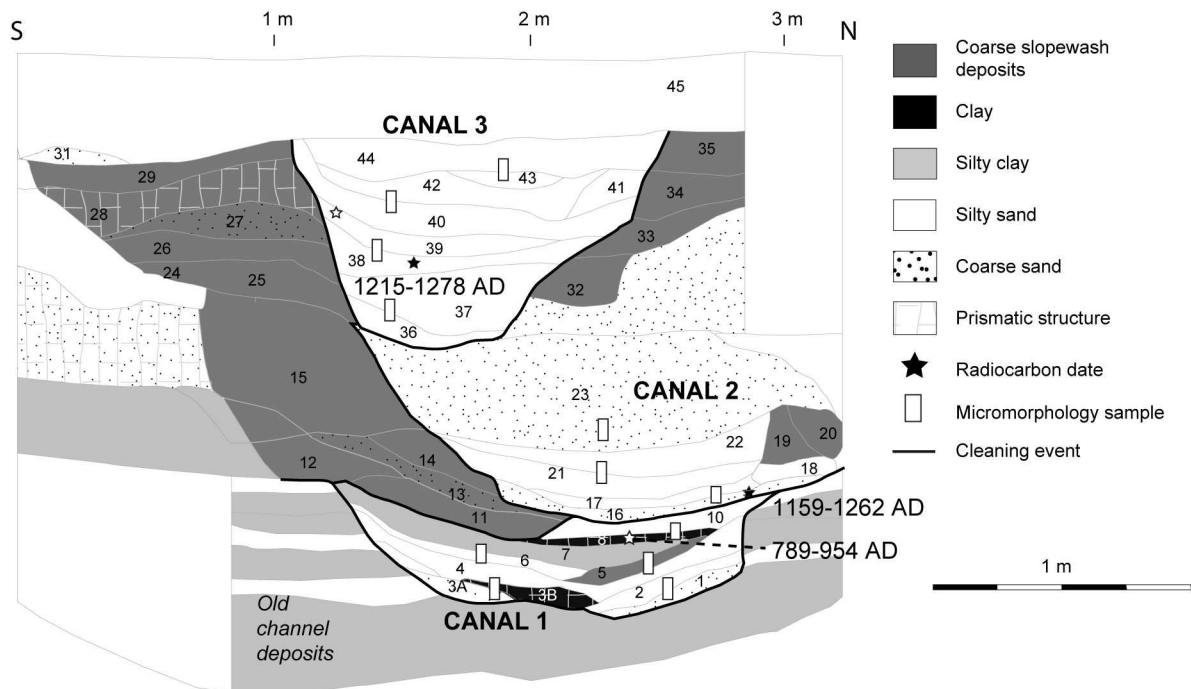 S
1 m
2 m
3 m
N
45
CANAL 3
31
44
43
35
29
42
41
34
28
27
40
33
26
39
24
25
38
32
1215-1278 AD
37
36
15
23
CANAL 2
22
19
20
12
14
21
18
13
17
16
11
10
1159-1262 AD
8
7
789-954 AD
6
5
4
3A
3B
2
1
CANAL 1
Old
channel
deposits
Coarse slopewash
deposits
Clay
Silty clay
Silty sand
Coarse sand
Prismatic structure
Radiocarbon date
Micromorphology sample
Cleaning event
1 m